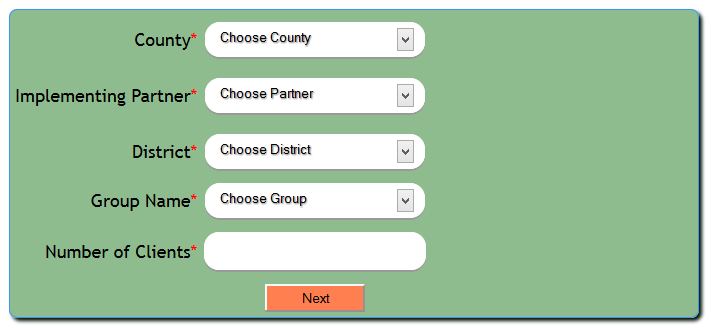 County* Choose County
Implementing Partner* Choose Partner
District* Choose District
Group Name* Choose Group
Number of Clients*
Next